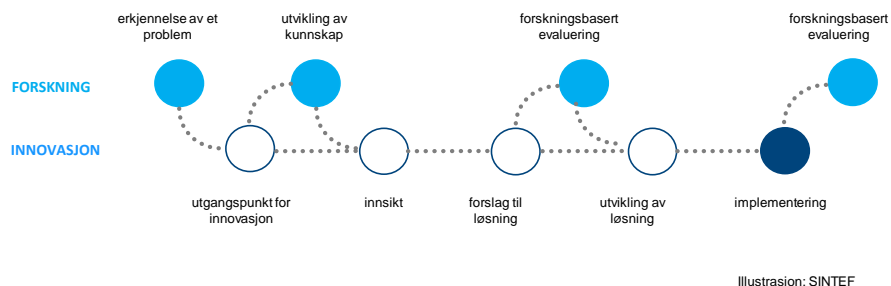 erkjennelse av et
problem
utvikling av
kunnskap
forskningsbasert
evaluering
forskningsbasert
evaluering
FORSKNING
INNOVASJON
utgangspunkt for
innovasjon
innsikt
forslag til
løsning
utvikling av
løsning
implementering
Illustrasjon: SINTEF